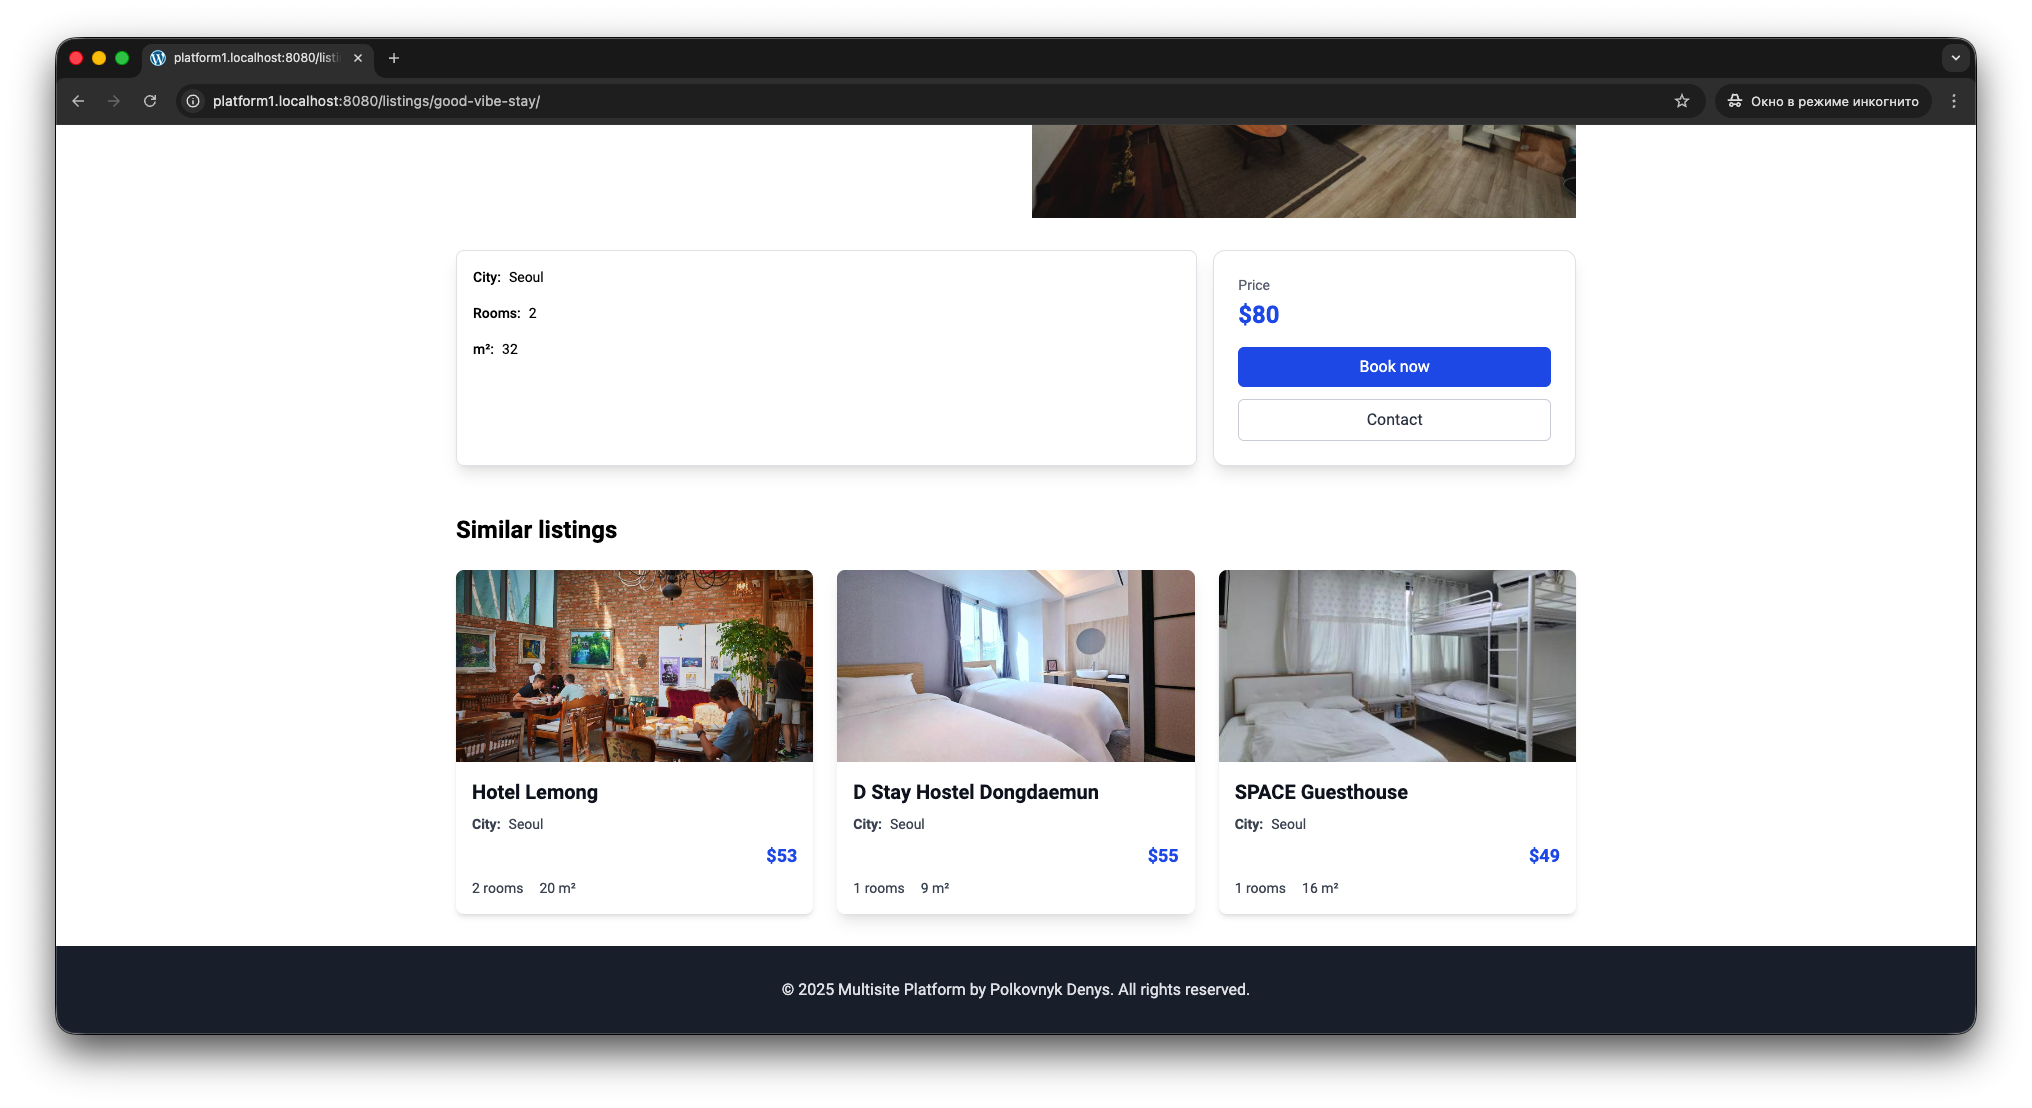 platform1.localhost:8080/listi
platform1.localhost:8080/listings/good-vibe-stay/
Окно в режиме инкогнито
City: Seoul
Rooms: 2
m²: 32
Price
$80
Book now
Contact
Similar listings
Hotel Lemong
City: Seoul
$53
2 rooms 20 m²
D Stay Hostel Dongdaemun
City: Seoul
$55
1 rooms 9 m²
SPACE Guesthouse
City: Seoul
$49
1 rooms 16 m²
© 2025 Multisite Platform by Polkovnyk Denys. All rights reserved.